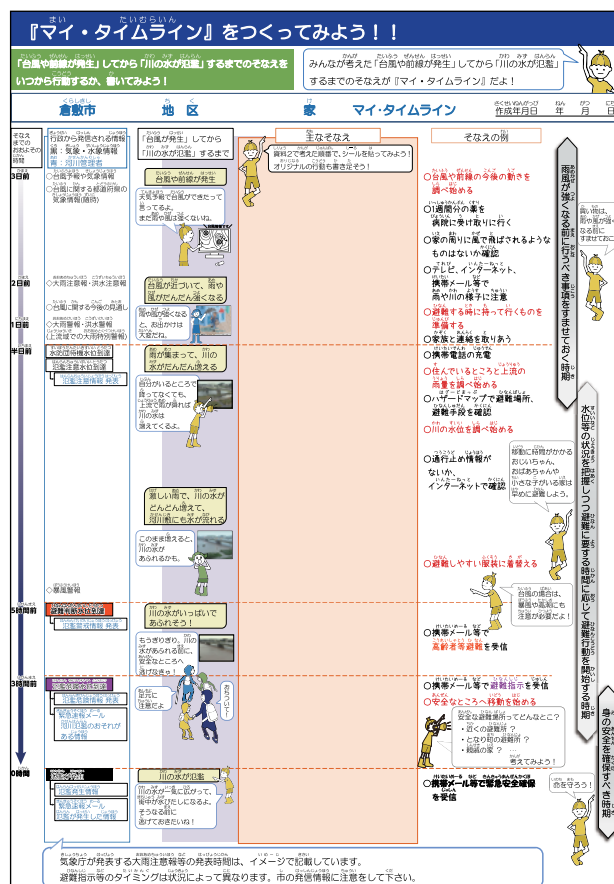 『マイ・タイムライン』をつくってみよう！！
「台風や前線が発生」してから「川の水が氾濫」するまでのそなえを
いつから行動するか、書いてみよう！
みんなが考えた「台風や前線が発生」してから「川の水が氾濫」
するまでのそなえが『マイ・タイムライン』だよ！
倉敷市
地　区
家　マイ・タイムライン
作成年月日　年　月　日
そなえ
までの
おおよその
時間
行政から発信される情報
黒：気象・水象情報
青：河川管理者
「台風が発生」してから
「川の水が氾濫」するまで
主なそなえ
資料2で考えた順番で、シールを貼ってみよう！
オリジナルの行動も書き足そう！
そなえの例
3日前
◇台風予報や気象情報
◇台風に関する都道府県の
気象情報(随時)
台風や前線が発生
天気予報で台風ができたって
言ってるよ。
まだ雨や風は強くないね。
○台風や前線の今後の動きを
調べ始める
○1週間分の薬を
病院に受け取りに行く
○家の周りに風で飛ばされるような
ものはないか確認
○テレビ、インターネット、
携帯メール等で
雨や川の様子に注意
○避難する時に持って行くものを
準備する
○家族と連絡を取りあう
雨風が強くなる前に行うべき事項をすませておく時期
買い物は、
雨や風が強く
なる前に
すませておこう
2日前
◇大雨注意報・洪水注意報
◇台風に関する今後の見通し
台風が近づいて、雨や
風がだんだん強くなる
雨や風が強くなる
と、お出かけは
大変だね。
1日前
◇大雨警報・洪水警報
(上流域での大雨特別警報)
半日前
水防団待機水位到達
氾濫注意水位到達
氾濫注意情報 発表
雨が集まって、川の
水がだんだん増える
自分がいるところで
降ってなくても、
上流で雨が降れば
川の水は
増えてくるよ。
○携帯電話の充電
○住んでいるところと上流の
雨量を調べ始める
○ハザードマップで避難場所、
避難手段を確認
○川の水位を調べ始める
○通行止め情報が
ないか、
インターネットで確認
移動に時間がかかる
おじいちゃん、
おばあちゃんや
小さな子がいる家は
早めに避難しよう。
水位等の状況を把握しつつ避難に要する時間に応じて避難行動を開始する時期
激しい雨で、川の水が
どんどん増えて、
河川敷にも水が流れる
このまま増えると、
川の水が
あふれるかも。
○避難しやすい服装に着替える
◇暴風警報
台風の場合は、
暴風や高潮にも
注意が必要だよ！
5時間前
避難判断水位到達
氾濫警戒情報 発表
川の水がいっぱいで
あふれそう！
もうぎりぎり。川の
水があふれる前に、
安全なところへ
逃げなきゃ！
○携帯メール等で
高齢者等避難を受信
3時間前
氾濫危険水位到達
氾濫危険情報 発表
緊急速報メール
河川氾濫のおそれが
ある情報
足元に
注意よ
おちついて～
○携帯メール等で避難指示を受信
○安全なところへ移動を始める
安全な避難場所ってどんなとこ？
・近くの避難所？
・となり町の避難所？
・親戚の家？　…
考えてみよう！
身の安全を確保すべき時期
0時間
氾濫発生情報
緊急速報メール
氾濫が発生した情報
川の水が氾濫
川の水が一気に広がって、
街中が水びたしになるよ。
そうなる前に
逃げておきたいね！
○携帯メール等で緊急安全確保
を受信
命を守ろう！
気象庁が発表する大雨注意報等の発表時間は、イメージで記載しています。
避難指示等のタイミングは状況によって異なります。市の発信情報に注意をして下さい。